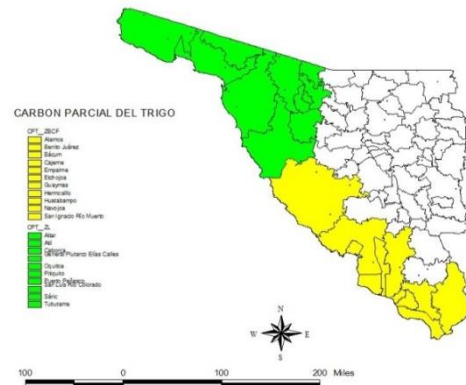 CARBON PARCIAL DEL TRIGO
CPT_ZBCF
Alamos
Benito Juárez
Bácum
Cajeme
Empalme
Etchojoa
Guaymas
Hermosillo
Huatabampo
Navojoa
San Ignacio Río Muerto
CPT_ZL
Altar
Atil
Caborca
General Plutarco Elías Calles
Oquitoa
Pitiquito
Puerto Peñasco
San Luis Río Colorado
Sáric
Tubutama
N
W E
S
100 0 100 200 Miles